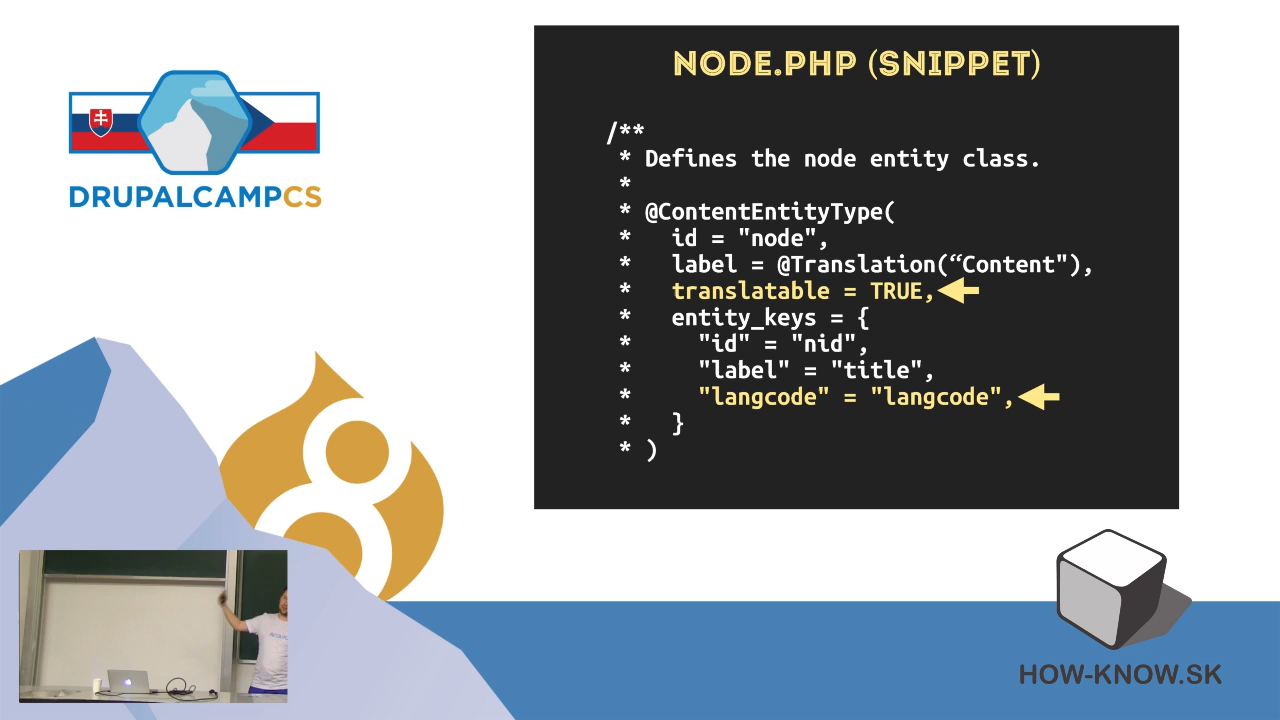 DRUPALCAMPCS
NODE.PHP (SNIPPET)
/**
 * Defines the node entity class.
 *
 * @ContentEntityType(
 *   id = "node",
 *   label = @Translation(“Content"),
 *   translatable = TRUE,
 *   entity_keys = {
 *     "id" = "nid",
 *     "label" = "title",
 *     "langcode" = "langcode",
 *   }
 * )
HOW-KNOW.SK